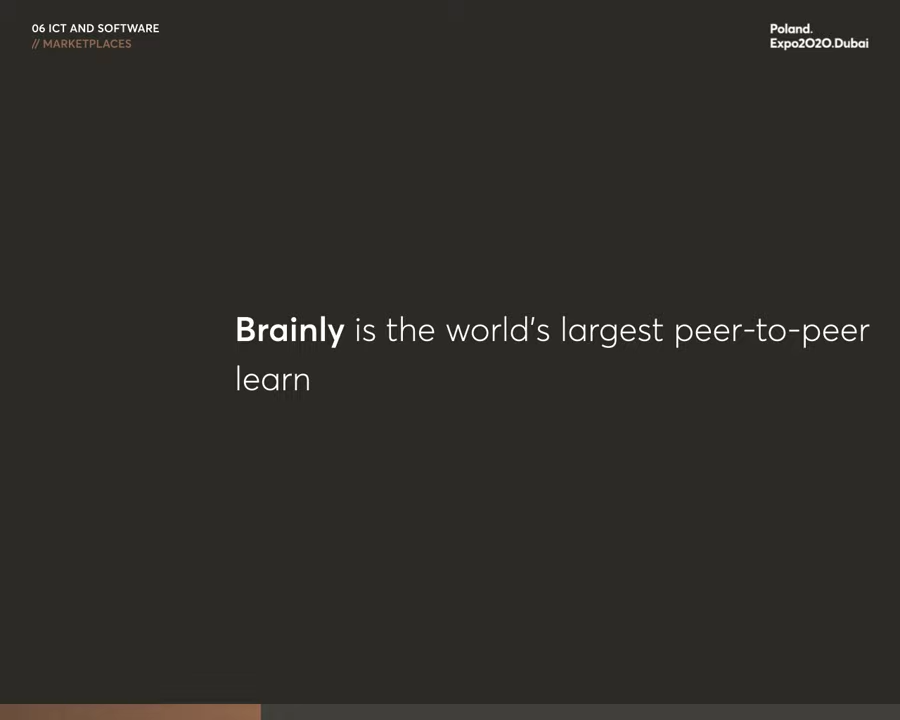 06 ICT AND SOFTWARE
// MARKETPLACES
Poland.
Expo2020.Dubai
Brainly is the world's largest peer-to-peer
learn